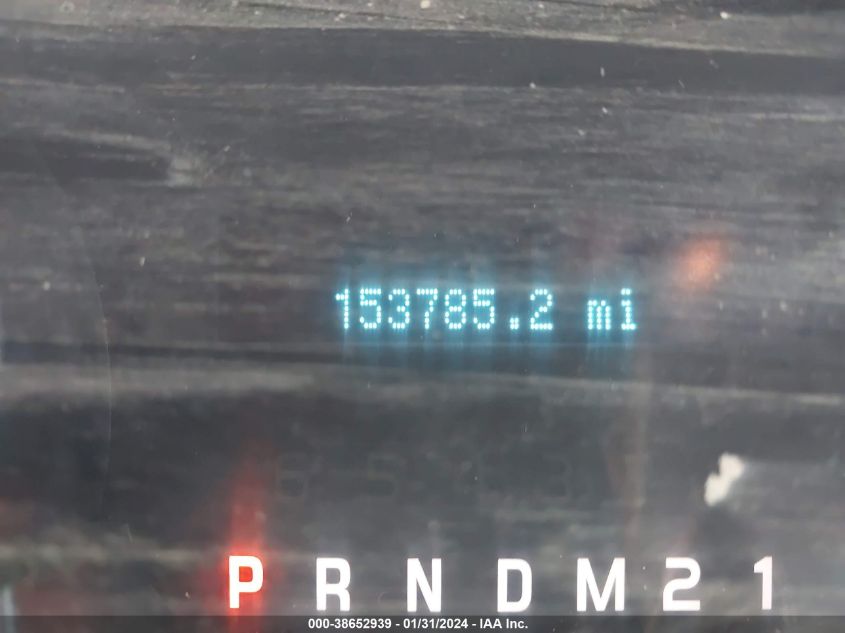 153785.2 mi
P R N D M 2 1
000-38652939 - 01/31/2024 - IAA Inc.